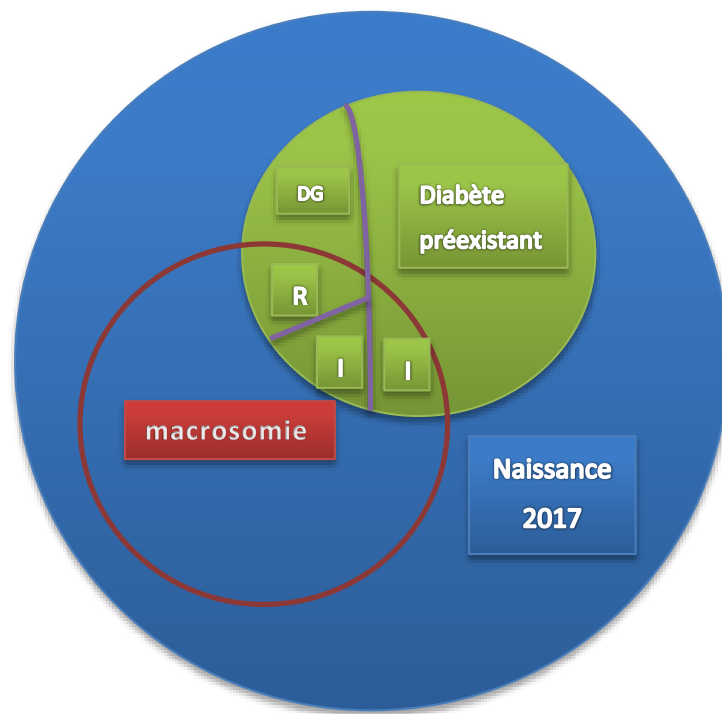 DG
Diabète
préexistant
R
I
I
macrosomie
Naissance
2017